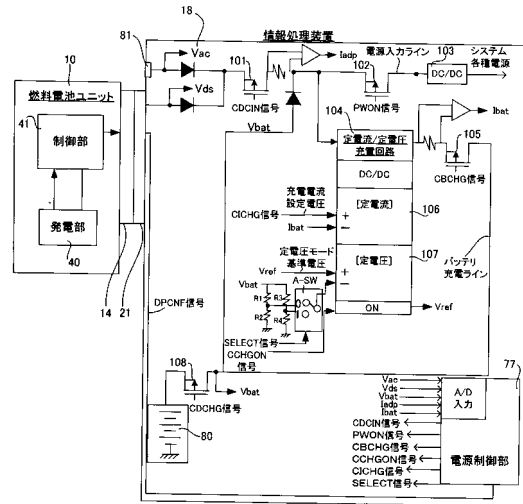 情報処理装置
18
81
Vac
101
Iadp
102
電源入力ライン
103
システム
各種電源
DC/DC
10
燃料電池ユニット
Vds
CDCIN信号
PWON信号
41
制御部
Vbat
104
定電流/定電圧
充電回路
Ibat
105
CBCHG信号
DC/DC
充電電流
設定電圧
CICHG信号
Ibat
[定電流]
106
+
−
発電部
40
定電圧モード
基準電圧
Vref
[定電圧]
107
+
−
バッテリ
充電ライン
Vbat
A-SW
R1
R3
R2
R4
ON
Vref
14
21
DPCNF信号
SELECT信号
CCHGON
信号
108
Vbat
CDCHG信号
77
80
Vac
Vds
Vbat
Iadp
Ibat
A/D
入力
CDCIN信号
PWON信号
CBCHG信号
CCHGON信号
CICHG信号
SELECT信号
電源制御部